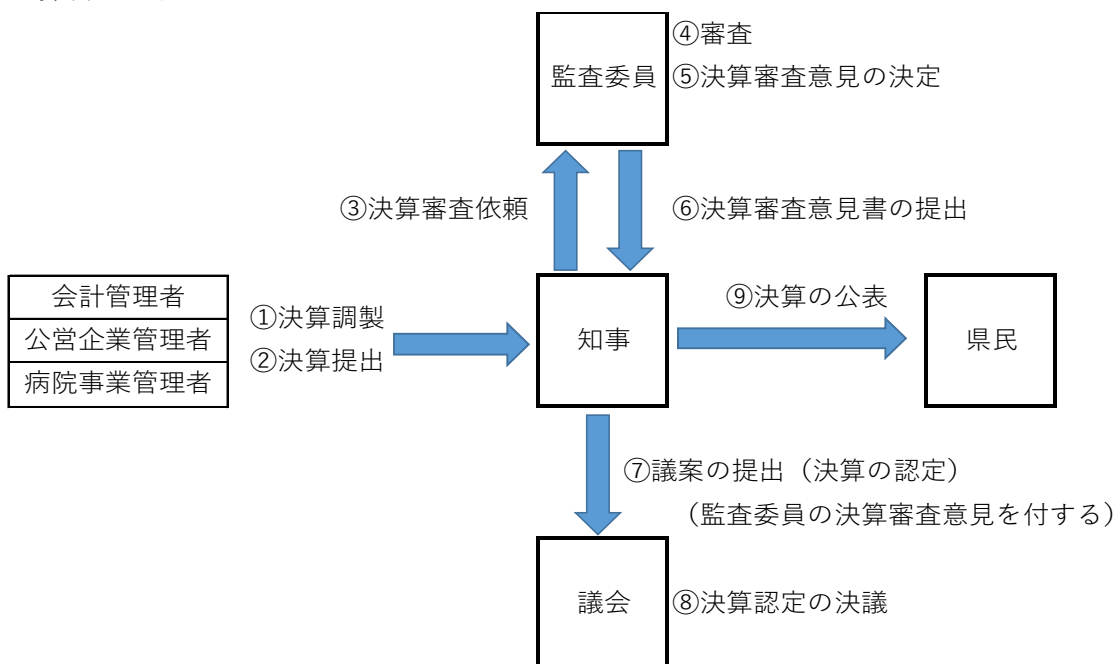 ④審査
監査委員
⑤決算審査意見の決定
③決算審査依頼
⑥決算審査意見書の提出
会計管理者
公営企業管理者
病院事業管理者
①決算調製
②決算提出
知事
⑨決算の公表
県民
⑦議案の提出（決算の認定）
（監査委員の決算審査意見を付する）
議会
⑧決算認定の決議